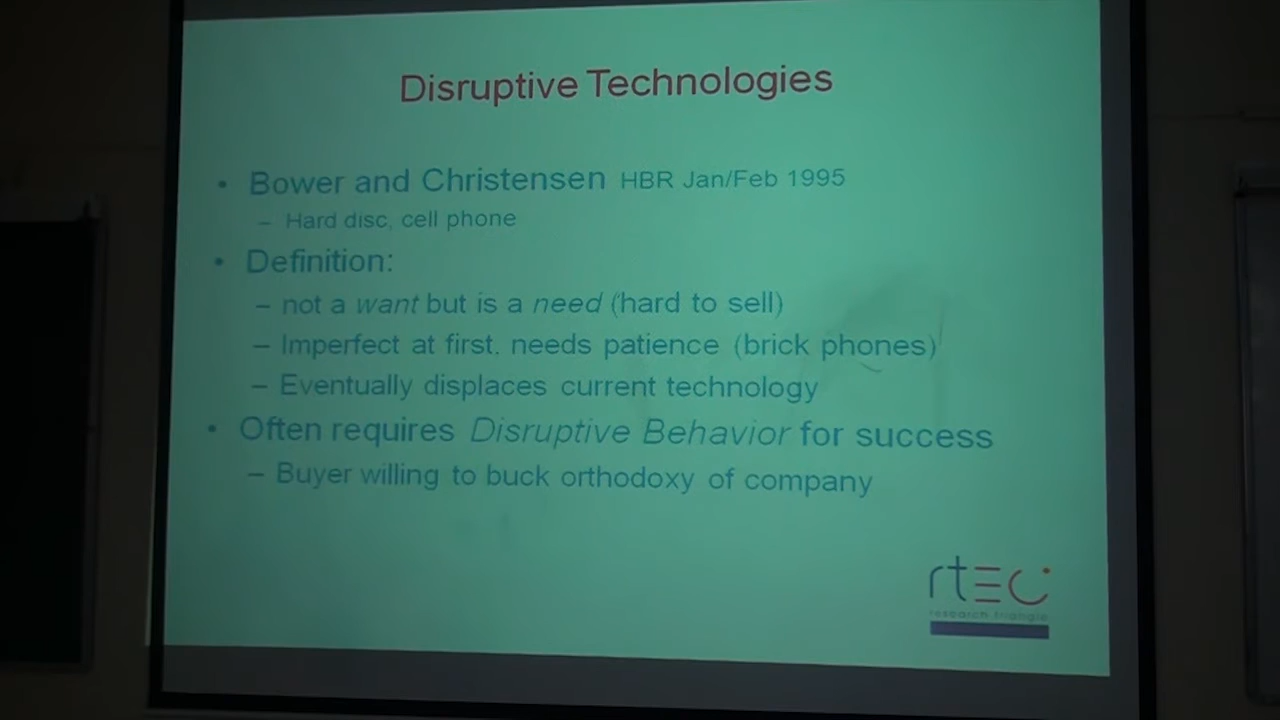 Disruptive Technologies
• Bower and Christensen HBR Jan/Feb 1995
– Hard disc, cell phone
• Definition:
– not a want but is a need (hard to sell)
– Imperfect at first. needs patience (brick phones)
– Eventually displaces current technology
• Often requires Disruptive Behavior for success
– Buyer willing to buck orthodoxy of company
rtec
research triangle